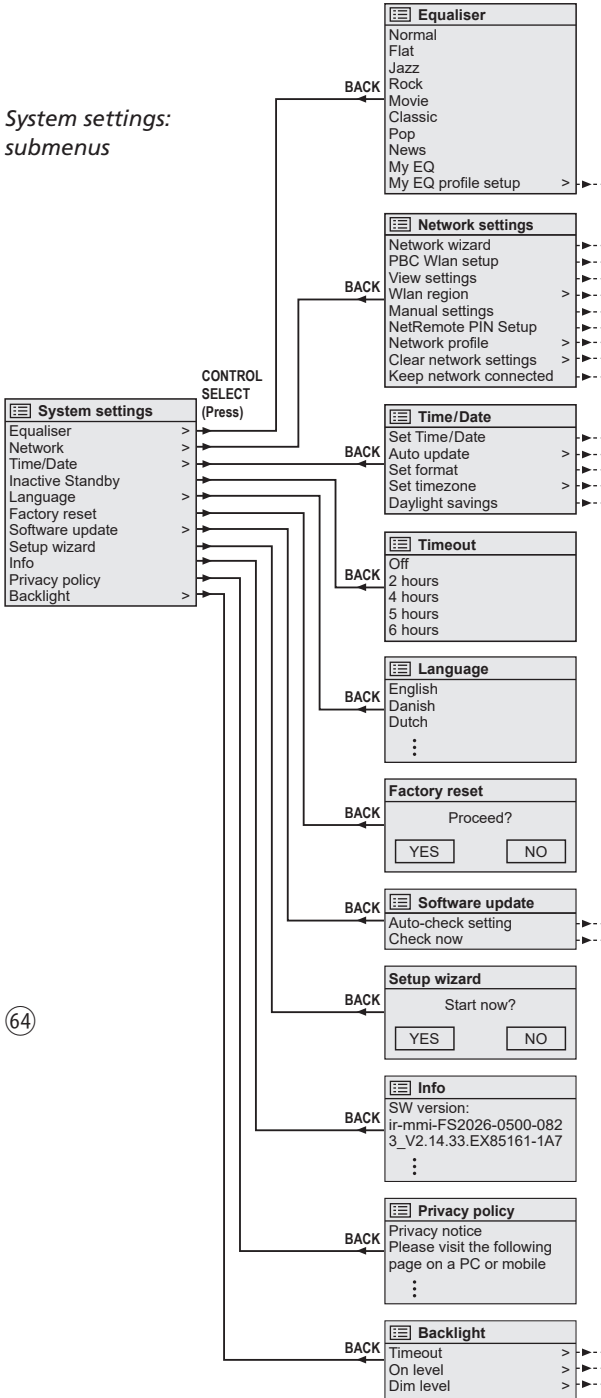 System settings:
submenus
CONTROL
SELECT
(Press)
System settings
Equaliser >
Network >
Time/Date >
Inactive Standby
Language >
Factory reset
Software update >
Setup wizard
Info
Privacy policy
Backlight >
64
BACK
Equaliser
Normal
Flat
Jazz
Rock
Movie
Classic
Pop
News
My EQ
My EQ profile setup >
BACK
Network settings
Network wizard
PBC Wlan setup
View settings
Wlan region >
Manual settings
NetRemote PIN Setup
Network profile >
Clear network settings >
Keep network connected
BACK
Time/Date
Set Time/Date
Auto update >
Set format
Set timezone >
Daylight savings
BACK
Timeout
Off
2 hours
4 hours
5 hours
6 hours
BACK
Language
English
Danish
Dutch
⋮
BACK
Factory reset
Proceed?
YES NO
BACK
Software update
Auto-check setting
Check now
BACK
Setup wizard
Start now?
YES NO
BACK
Info
SW version:
ir-mmi-FS2026-0500-082
3_V2.14.33.EX85161-1A7
⋮
BACK
Privacy policy
Privacy notice
Please visit the following
page on a PC or mobile
⋮
BACK
Backlight
Timeout >
On level >
Dim level >